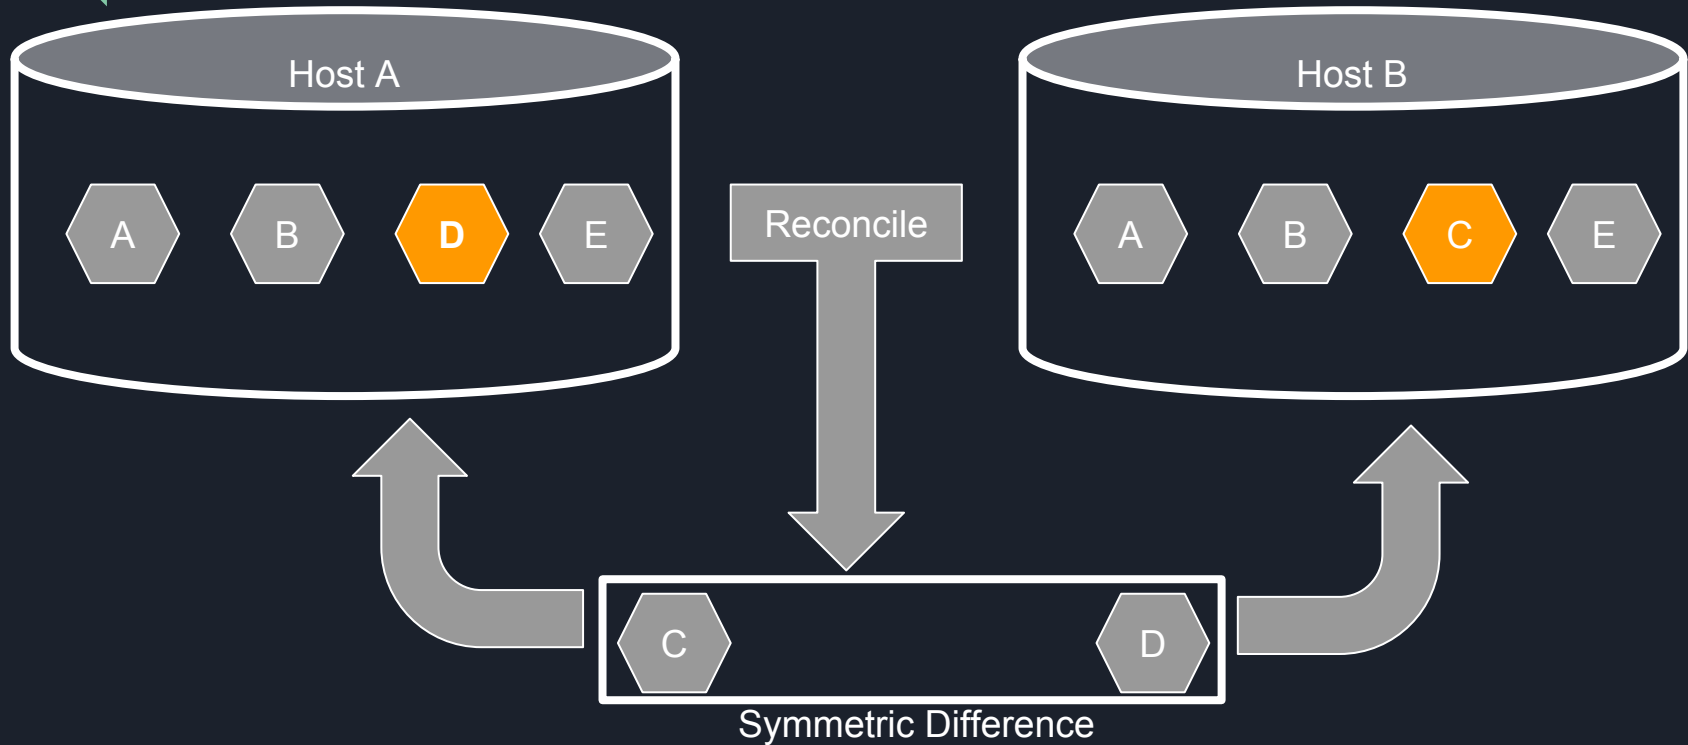 Host A
Host B
A
B
D
E
Reconcile
A
B
C
E
C
D
Symmetric Difference